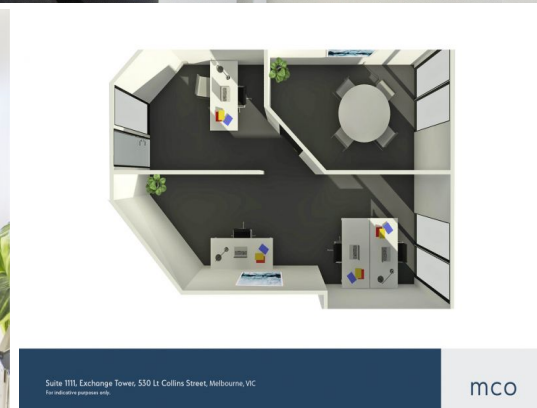 Suite 1111, Exchange Tower, 530 Lt Collins Street, Melbourne, VIC
For indicative purposes only.
mco